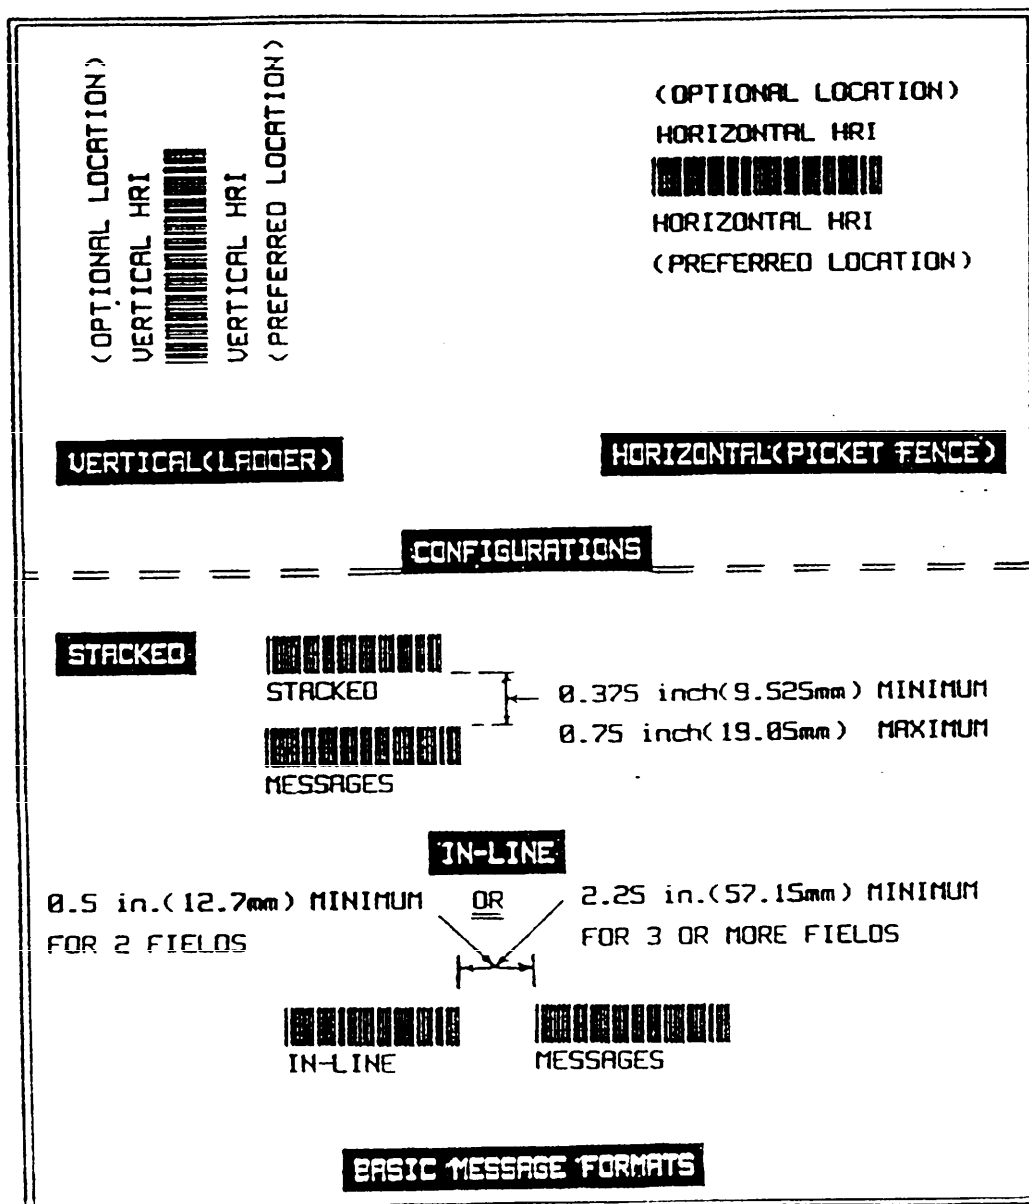 (OPTIONAL LOCATION)
VERTICAL HRI
VERTICAL HRI
(PREFERRED LOCATION)
(OPTIONAL LOCATION)
HORIZONTAL HRI
HORIZONTAL HRI
(PREFERRED LOCATION)
VERTICAL(LADDER)
HORIZONTAL(PICKET FENCE)
CONFIGURATIONS
STACKED
STACKED
0.375 inch(9.525mm) MINIMUM
0.75 inch(19.05mm) MAXIMUM
MESSAGES
IN-LINE
0.5 in.(12.7mm) MINIMUM
FOR 2 FIELDS
OR
2.25 in.(57.15mm) MINIMUM
FOR 3 OR MORE FIELDS
IN-LINE
MESSAGES
BASIC MESSAGE FORMATS